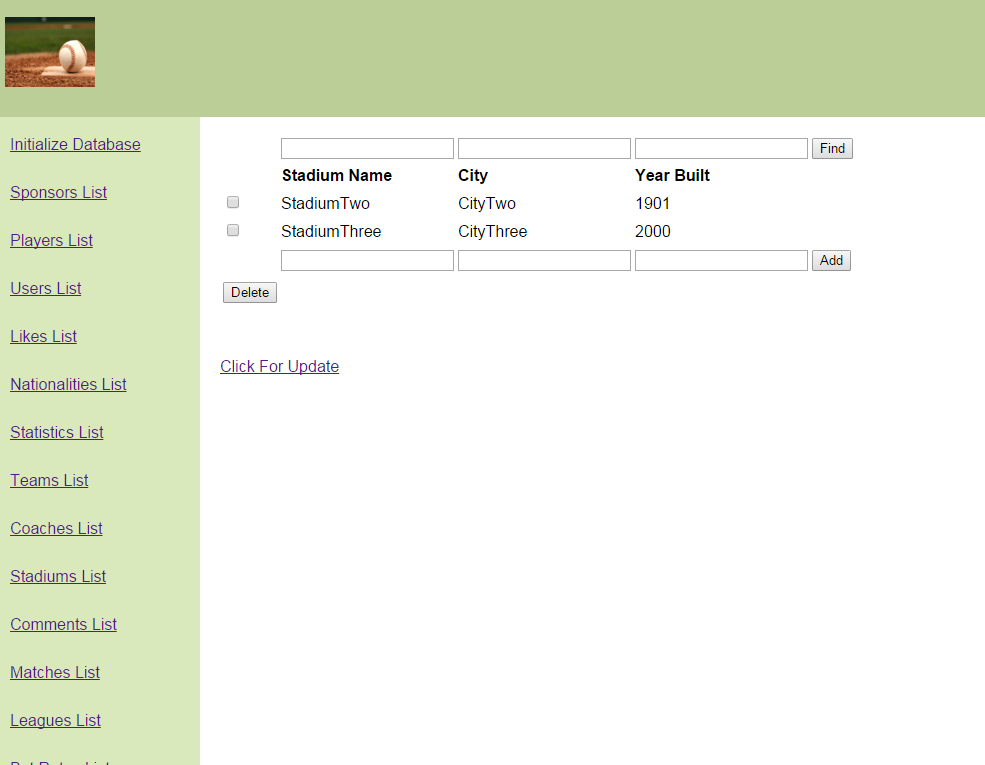 Initialize Database
Sponsors List
Players List
Users List
Likes List
Nationalities List
Statistics List
Teams List
Coaches List
Stadiums List
Comments List
Matches List
Leagues List
Find
Stadium Name City Year Built
StadiumTwo CityTwo 1901
StadiumThree CityThree 2000
Add
Delete
Click For Update